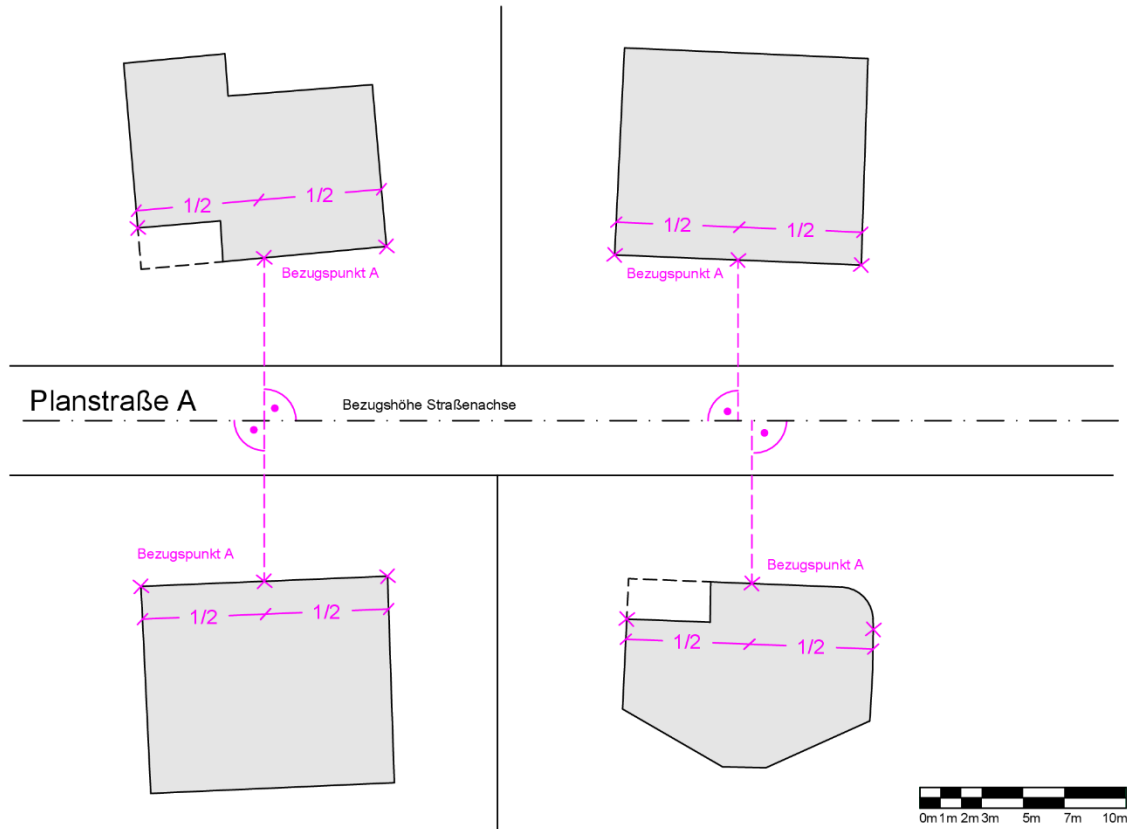 1/2
1/2
Bezugspunkt A
1/2
1/2
Bezugspunkt A
Planstraße A
Bezugshöhe Straßenachse
Bezugspunkt A
1/2
1/2
Bezugspunkt A
1/2
1/2
0m 1m 2m 3m 5m 7m 10m